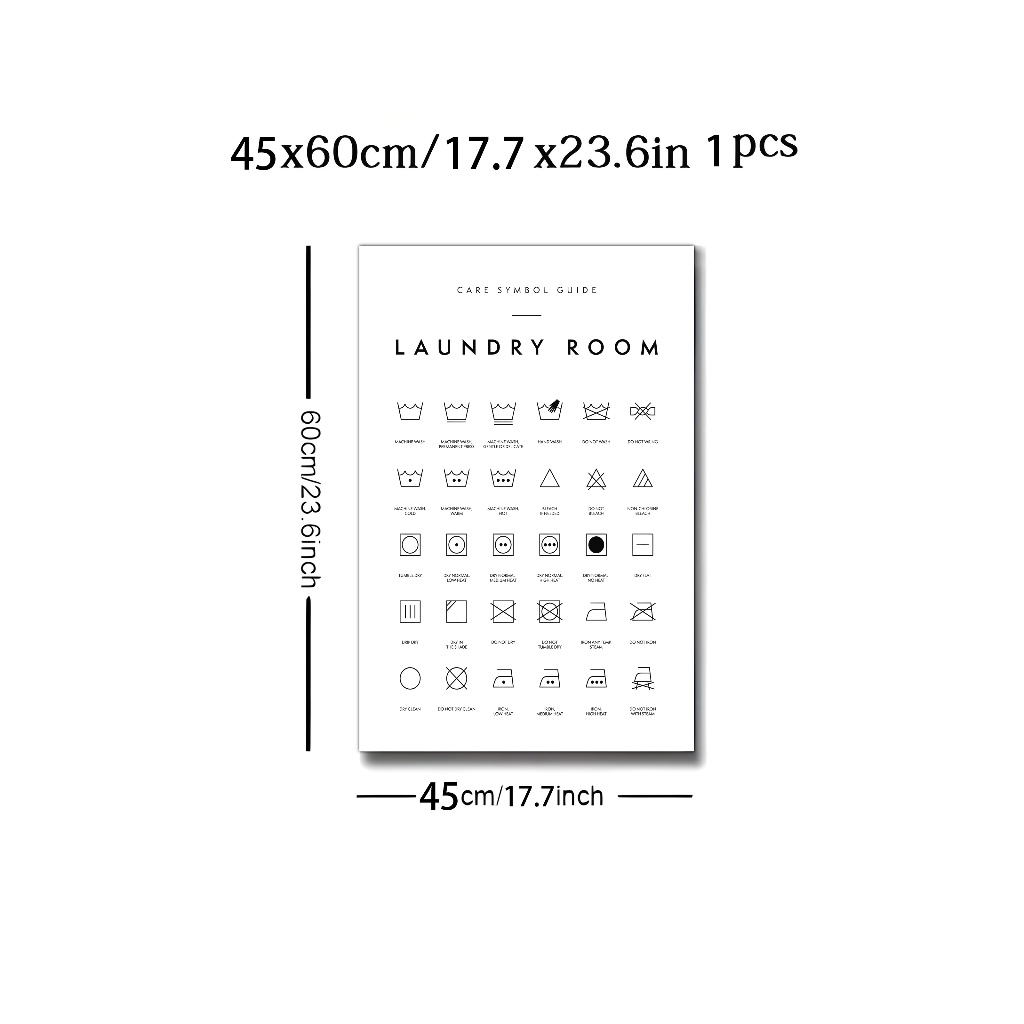 45x60cm/17.7 x23.6in 1pcs
60cm/23.6inch
CARE SYMBOL GUIDE
LAUNDRY ROOM
MACHINE WASH
MACHINE WASH,
PERMANENT PRESS
MACHINE WASH,
GENTLE OR DELICATE
HAND WASH
DO NOT WASH
DO NOT WRING
MACHINE WASH,
COLD
MACHINE WASH,
WARM
MACHINE WASH,
HOT
BLEACH
IF NEEDED
DO NOT
BLEACH
NON-CHLORINE
BLEACH
TUMBLE DRY
DRY NORMAL,
LOW HEAT
DRY NORMAL,
MEDIUM HEAT
DRY NORMAL,
HIGH HEAT
DRY NORMAL,
NO HEAT
DRY FLAT
DRIP DRY
DRY IN
THE SHADE
DO NOT DRY
DO NOT
TUMBLE DRY
IRON ANY TEMP,
STEAM
DO NOT IRON
DRY CLEAN
DO NOT DRY CLEAN
IRON,
LOW HEAT
IRON,
MEDIUM HEAT
IRON,
HIGH HEAT
DO NOT IRON
WITH STEAM
45cm/17.7inch